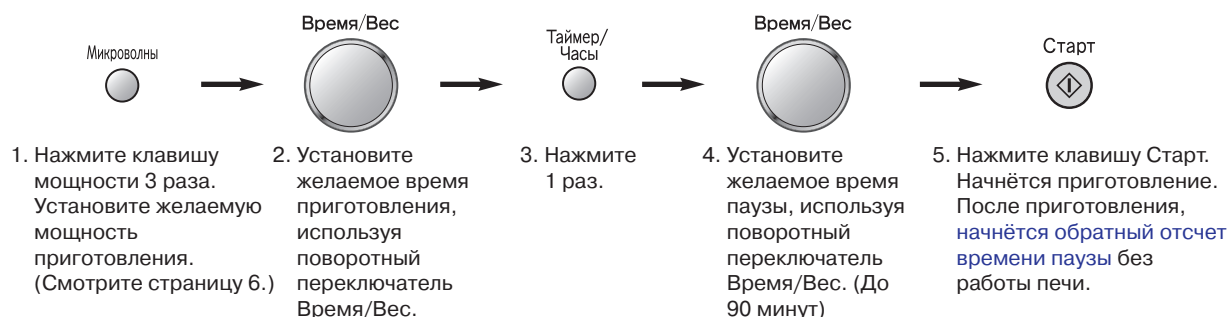 Микроволны
Время/Вес
Таймер/
Часы
Время/Вес
Старт
1. Нажмите клавишу
мощности 3 раза.
Установите желаемую
мощность
приготовления.
(Смотрите страницу 6.)
2. Установите
желаемое время
приготовления,
используя
поворотный
переключатель
Время/Вес.
3. Нажмите
1 раз.
4. Установите
желаемое время
паузы, используя
поворотный
переключатель
Время/Вес. (До
90 минут)
5. Нажмите клавишу Старт.
Начнётся приготовление.
После приготовления,
начнётся обратный отсчет
времени паузы без
работы печи.